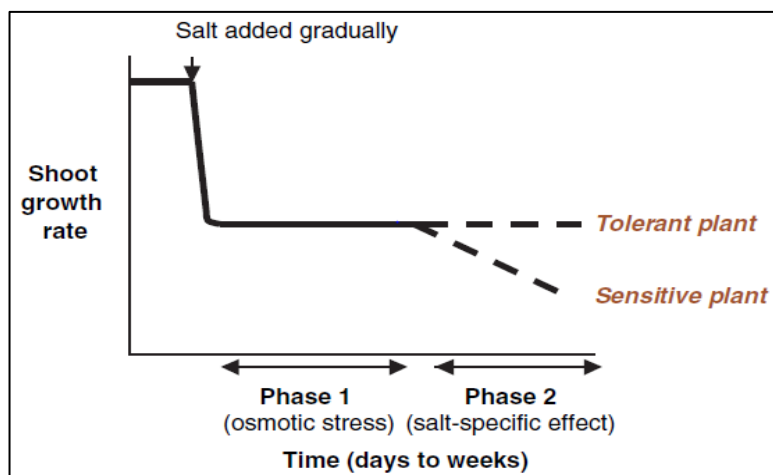 Salt added gradually
Shoot
growth
rate
Tolerant plant
Sensitive plant
Phase 1
(osmotic stress)
Phase 2
(salt-specific effect)
Time (days to weeks)